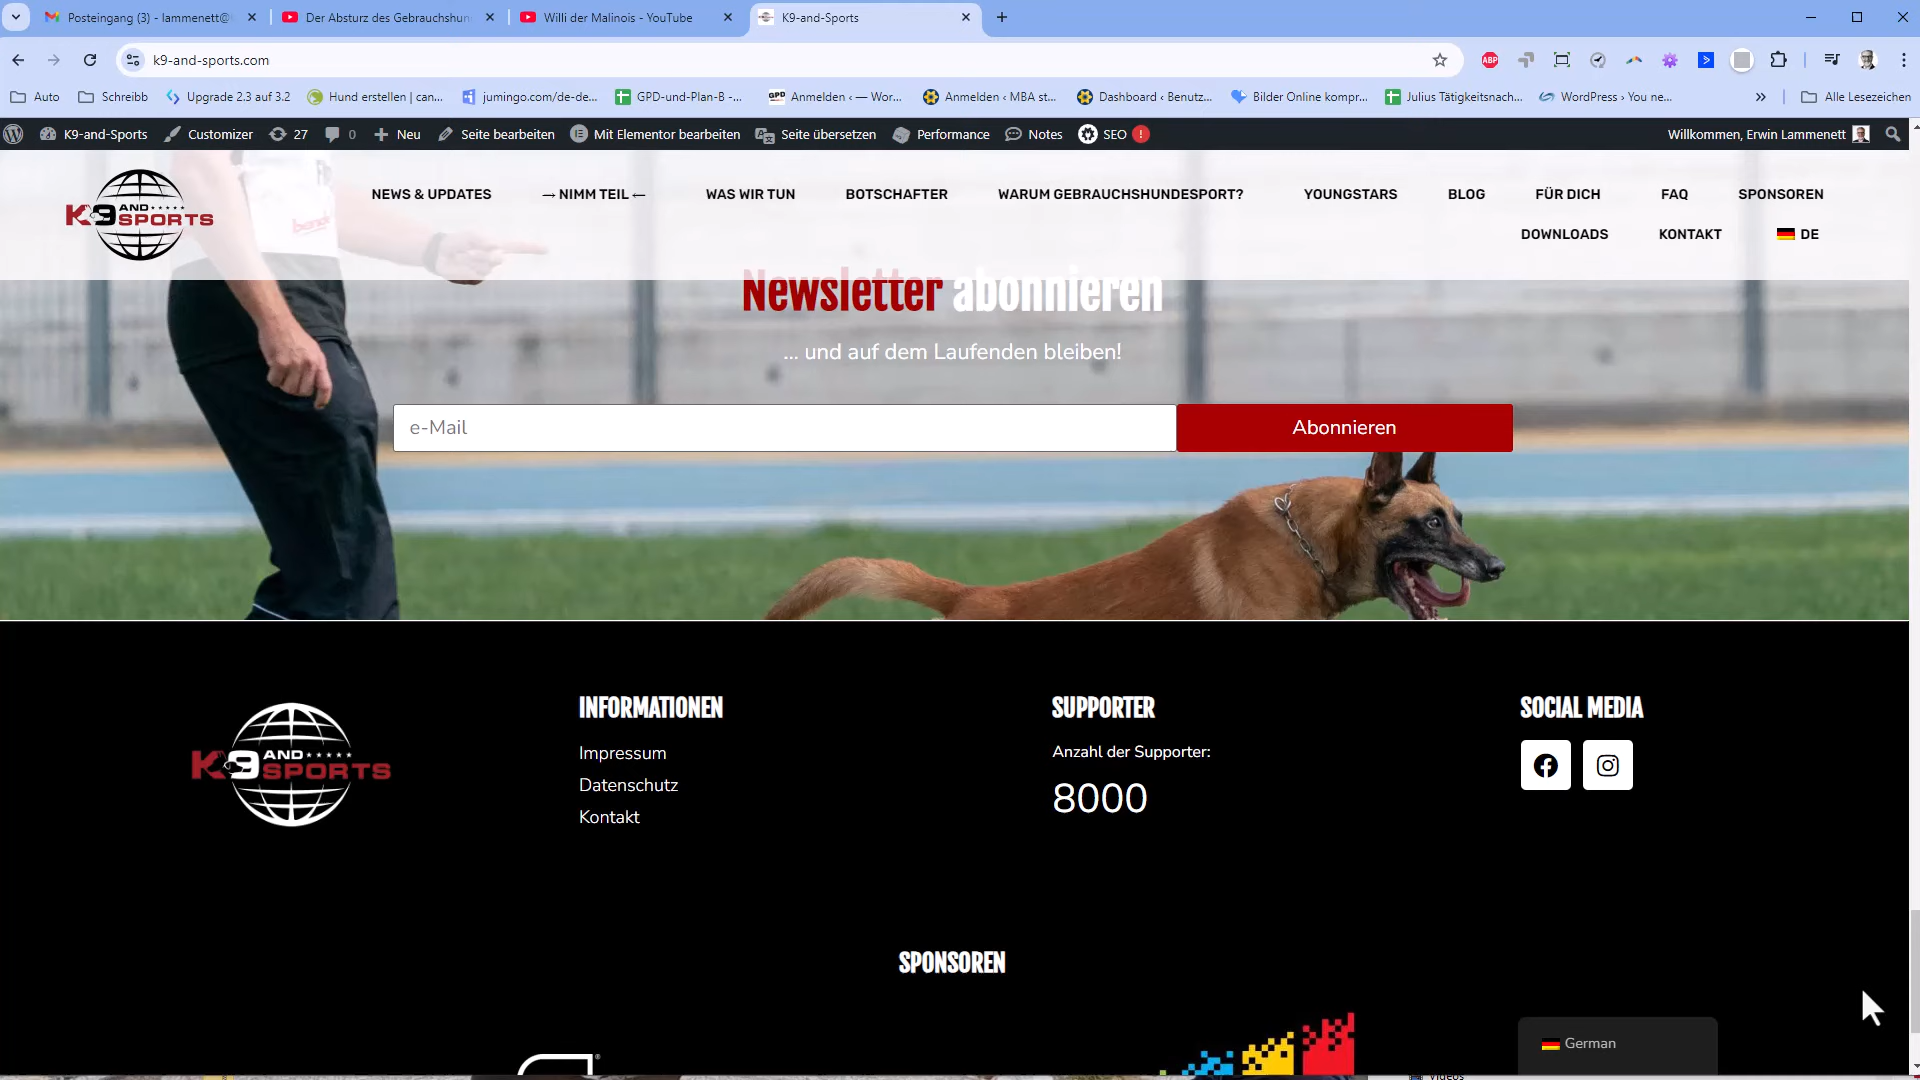 Posteingang (3) - lammenett@
Der Absturz des Gebrauchshun
Willi der Malinois - YouTube
K9-and-Sports
k9-and-sports.com
ABP
Auto
Schreibb
Upgrade 2.3 auf 3.2
Hund erstellen | can...
jumingo.com/de-de...
GPD-und-Plan-B -...
GPD
Anmelden ‹ — Wor...
Anmeldung ‹ MBA st...
Dashboard ‹ Benutz...
Bilder Online kompr...
Julius Tätigkeitsnach...
WordPress › You ne...
»
Alle Lesezeichen
K9-and-Sports
Customizer
27
0
Neu
Seite bearbeiten
Mit Elementor bearbeiten
Seite übersetzen
Performance
Notes
SEO !
Willkommen, Erwin Lammenett
K9 AND
SPORTS
NEWS & UPDATES
→ NIMM TEIL ←
WAS WIR TUN
BOTSCHAFTER
WARUM GEBRAUCHSHUNDESPORT?
YOUNGSTARS
BLOG
FÜR DICH
FAQ
SPONSOREN
DOWNLOADS
KONTAKT
DE
Newsletter abonnieren
... und auf dem Laufenden bleiben!
e-Mail
Abonnieren
K9 AND
SPORTS
INFORMATIONEN
Impressum
Datenschutz
Kontakt
SUPPORTER
Anzahl der Supporter:
8000
SOCIAL MEDIA
SPONSOREN
German